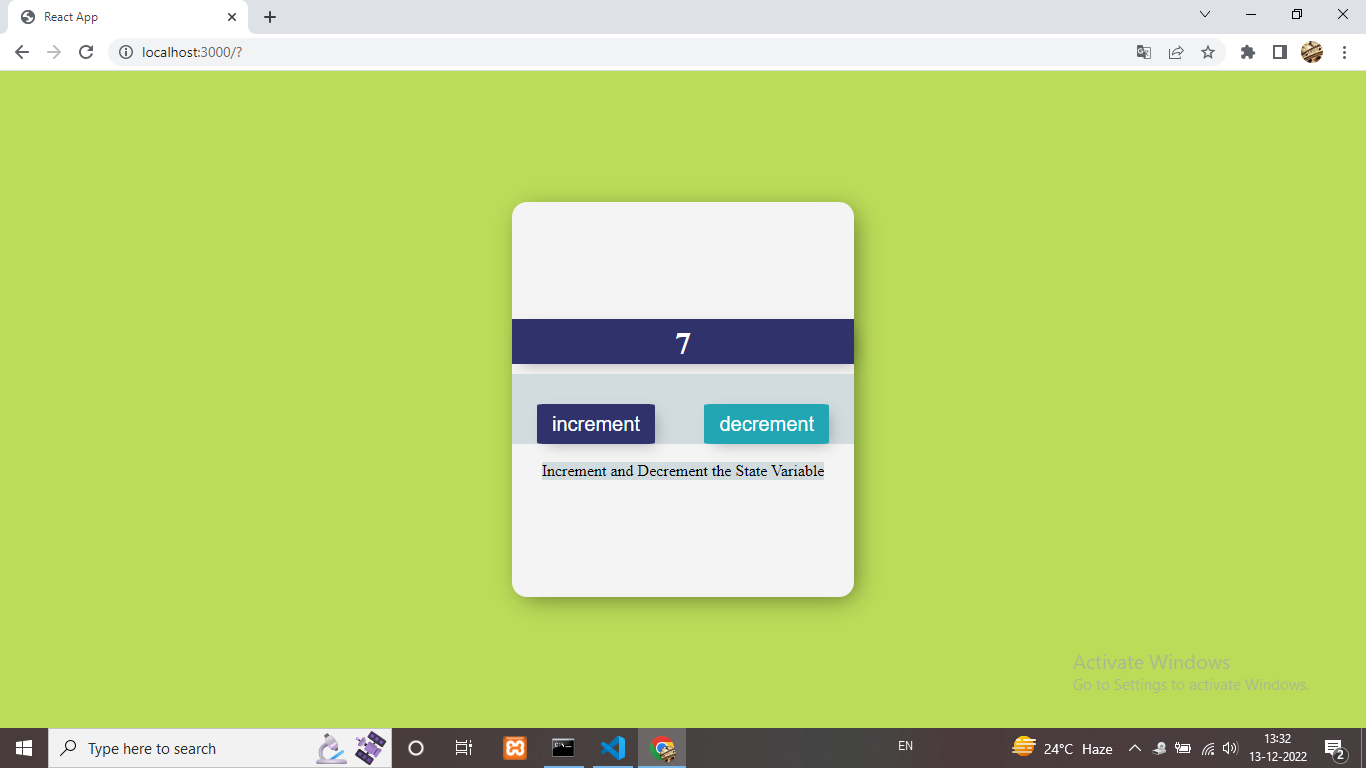 React App
localhost:3000/?
7
increment
decrement
Increment and Decrement the State Variable
Activate Windows
Go to Settings to activate Windows.
Type here to search
EN
24°C Haze
13:32
13-12-2022
2